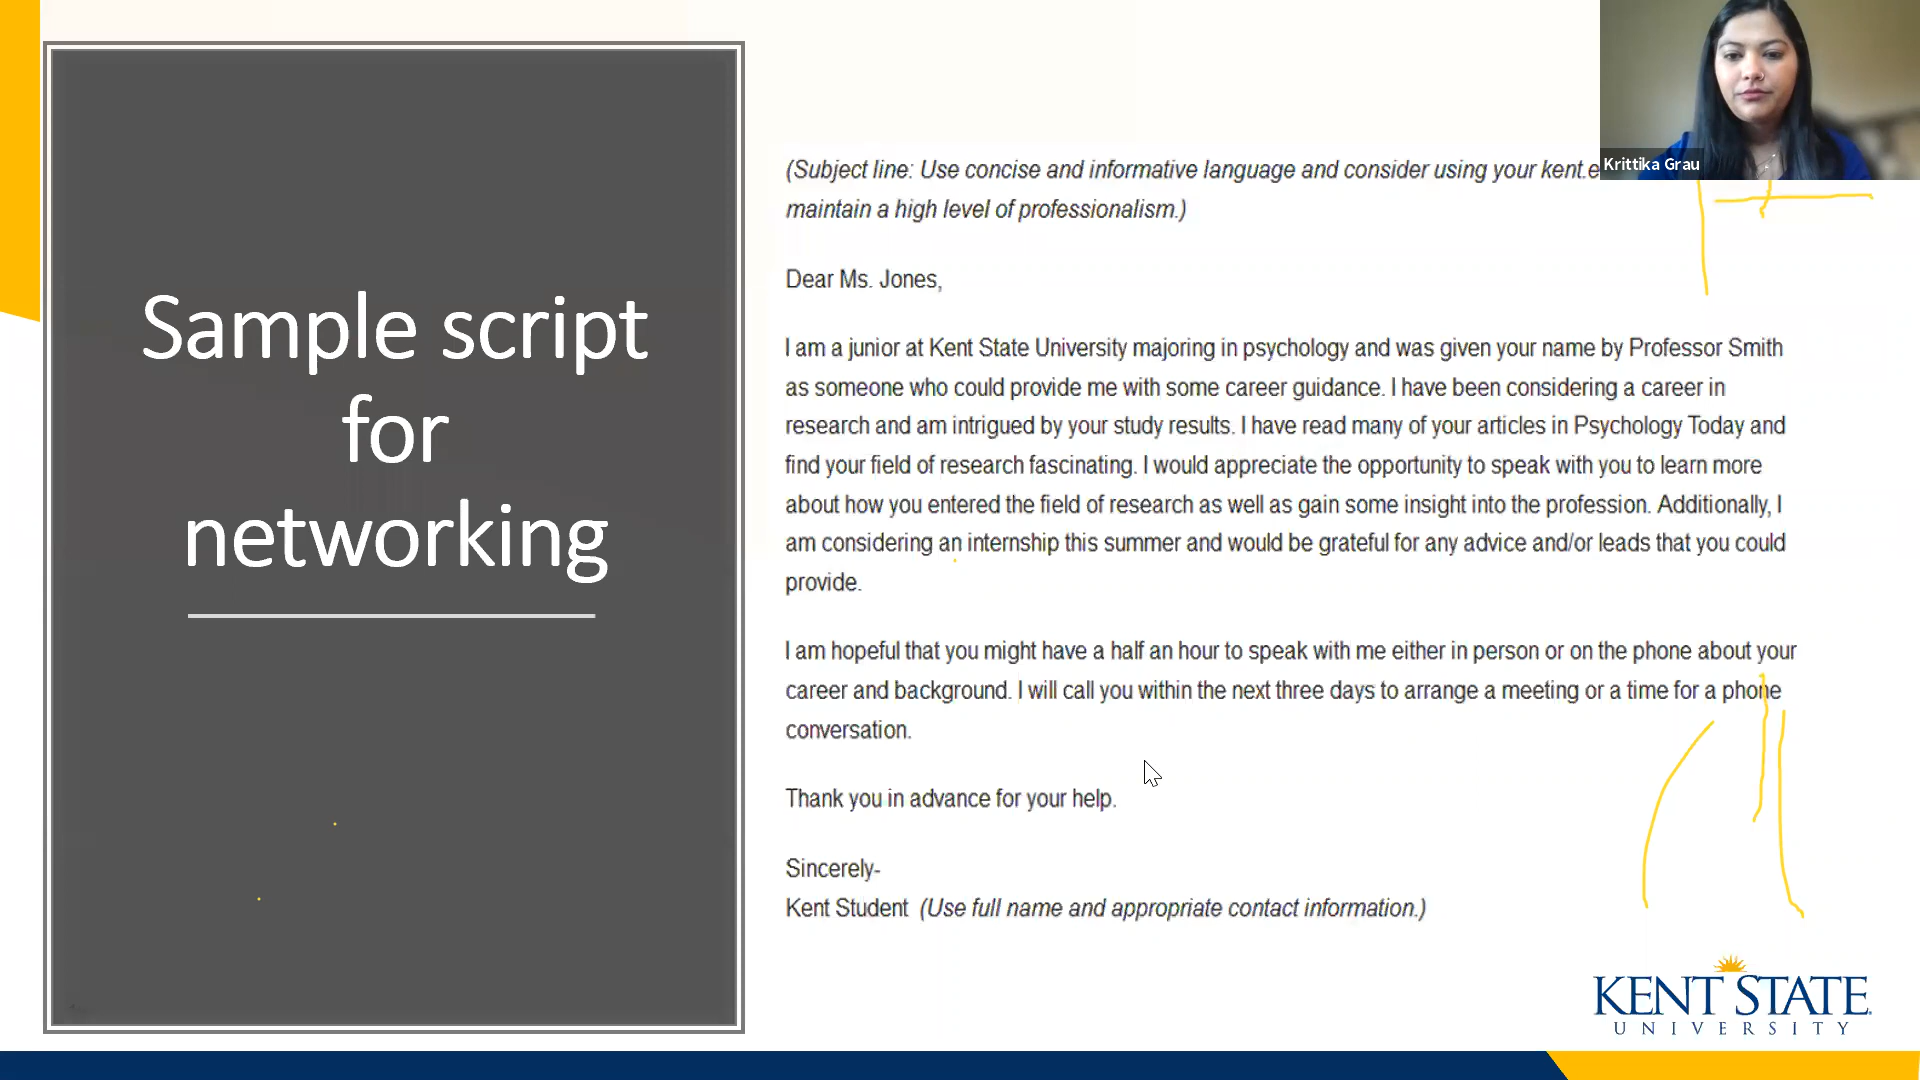 Sample script
for
networking
(Subject line: Use concise and informative language and consider using your kent.e
maintain a high level of professionalism.)
Dear Ms. Jones,
I am a junior at Kent State University majoring in psychology and was given your name by Professor Smith
as someone who could provide me with some career guidance. I have been considering a career in
research and am intrigued by your study results. I have read many of your articles in Psychology Today and
find your field of research fascinating. I would appreciate the opportunity to speak with you to learn more
about how you entered the field of research as well as gain some insight into the profession. Additionally, I
am considering an internship this summer and would be grateful for any advice and/or leads that you could
provide.
I am hopeful that you might have a half an hour to speak with me either in person or on the phone about your
career and background. I will call you within the next three days to arrange a meeting or a time for a phone
conversation.
Thank you in advance for your help.
Sincerely-
Kent Student (Use full name and appropriate contact information.)
Krittika Grau
KENT STATE
UNIVERSITY